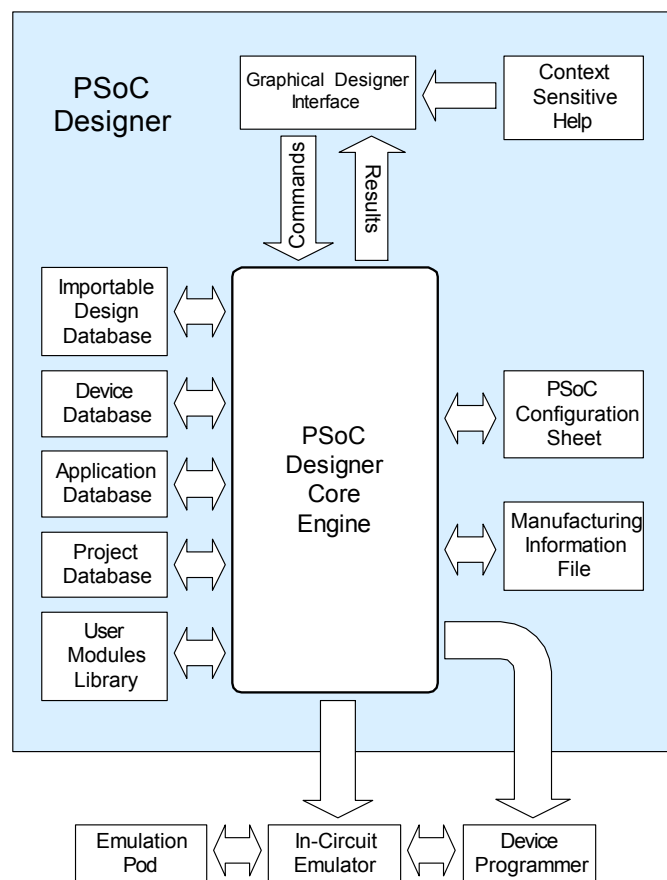 PSoC
Designer
Graphical Designer
Interface
Context
Sensitive
Help
Commands
Results
Importable
Design
Database
Device
Database
Application
Database
Project
Database
User
Modules
Library
PSoC
Designer
Core
Engine
PSoC
Configuration
Sheet
Manufacturing
Information
File
Emulation
Pod
In-Circuit
Emulator
Device
Programmer